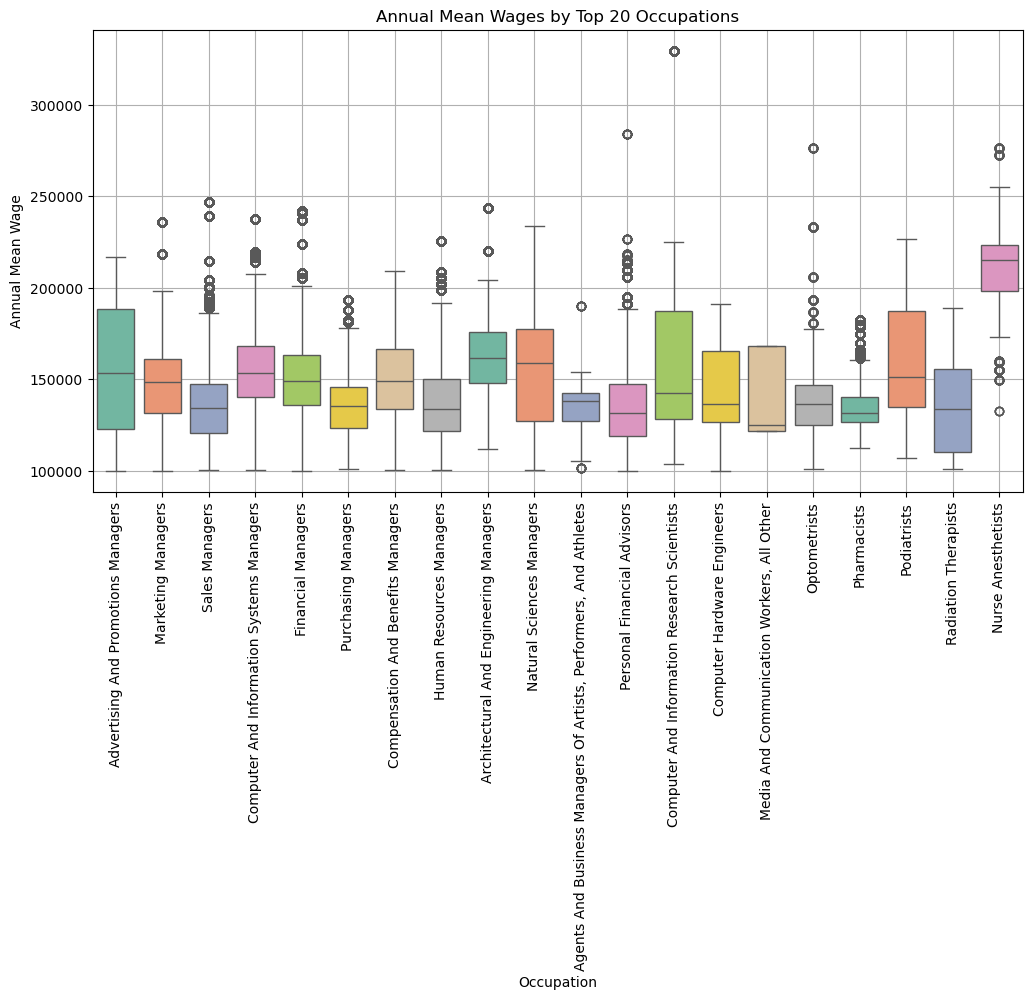 Annual Mean Wages by Top 20 Occupations
Annual Mean Wage
300000
250000
200000
150000
100000
Advertising And Promotions Managers
Marketing Managers
Sales Managers
Computer And Information Systems Managers
Financial Managers
Purchasing Managers
Compensation And Benefits Managers
Human Resources Managers
Architectural And Engineering Managers
Natural Sciences Managers
Agents And Business Managers Of Artists, Performers, And Athletes
Personal Financial Advisors
Computer And Information Research Scientists
Computer Hardware Engineers
Media And Communication Workers, All Other
Optometrists
Pharmacists
Podiatrists
Radiation Therapists
Nurse Anesthetists
Occupation